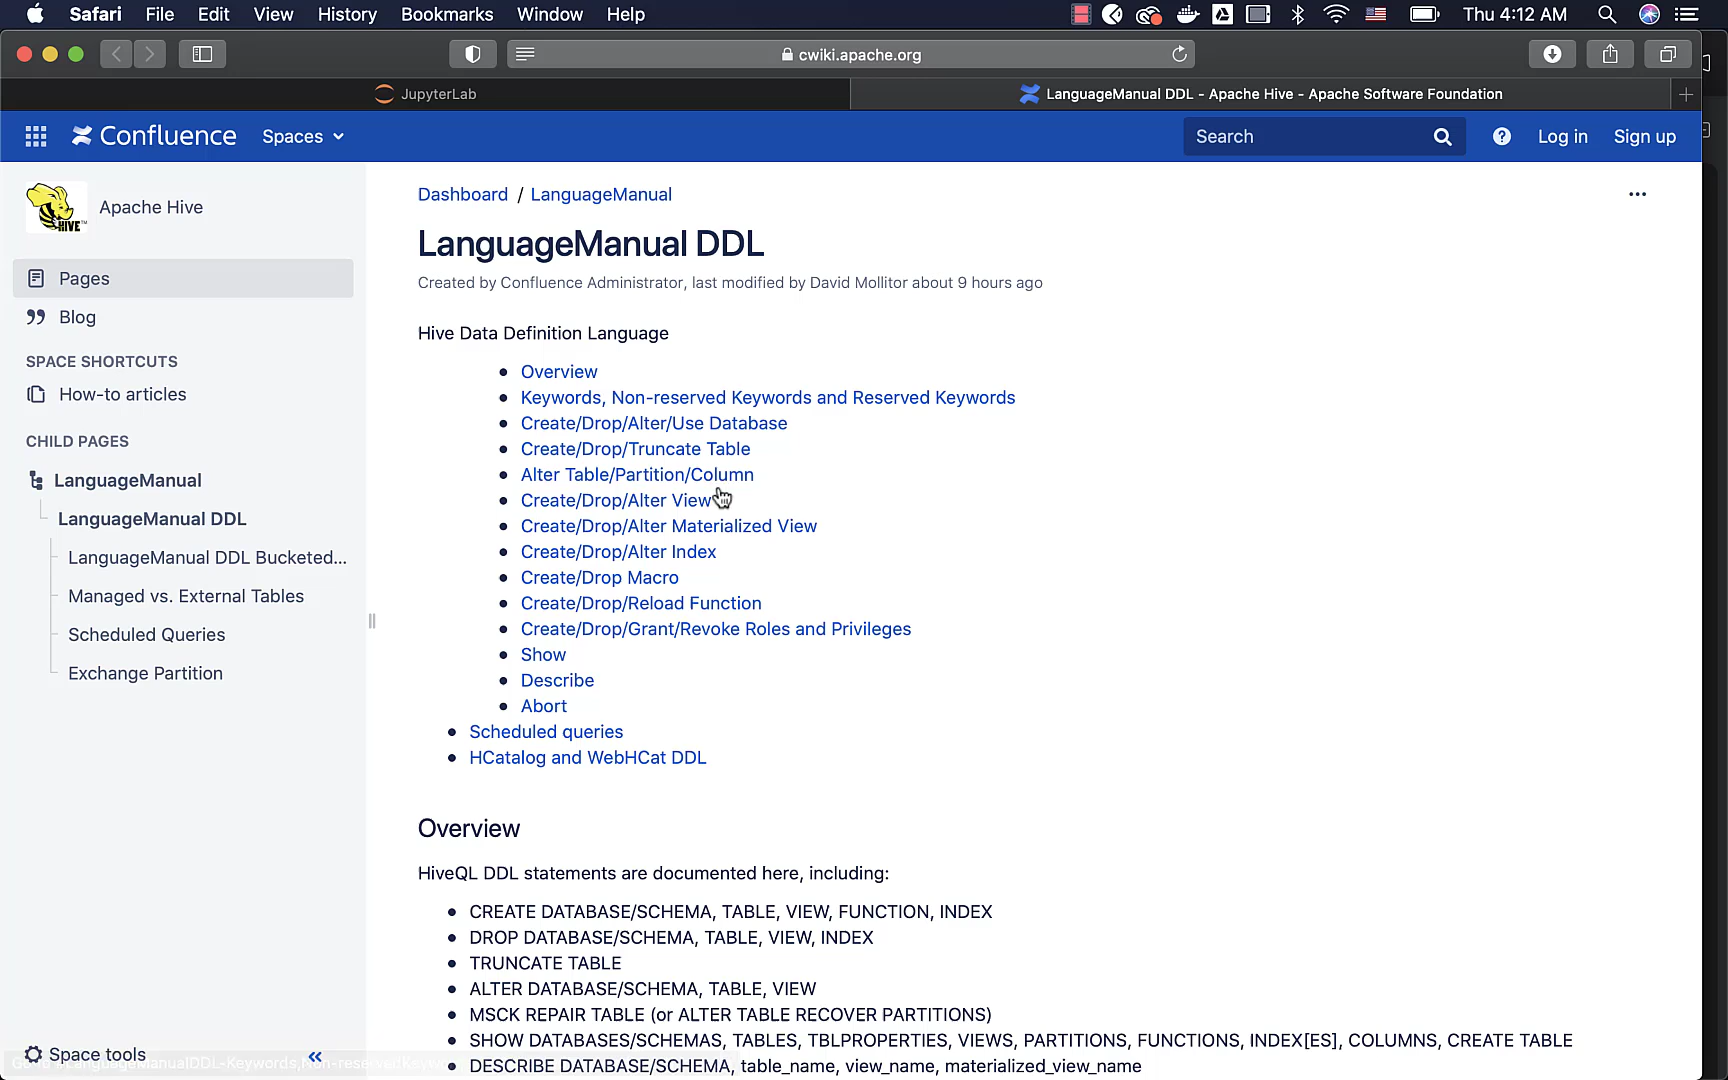 Safari File Edit View History Bookmarks Window Help Thu 4:12 AM
cwiki.apache.org
JupyterLab
LanguageManual DDL - Apache Hive - Apache Software Foundation
Confluence Spaces Search Log in Sign up
HIVE
Apache Hive
Pages
Blog
SPACE SHORTCUTS
How-to articles
CHILD PAGES
LanguageManual
LanguageManual DDL
LanguageManual DDL Bucketed...
Managed vs. External Tables
Scheduled Queries
Exchange Partition
Space tools
Dashboard / LanguageManual
LanguageManual DDL
Created by Confluence Administrator, last modified by David Mollitor about 9 hours ago
Hive Data Definition Language
Overview
Keywords, Non-reserved Keywords and Reserved Keywords
Create/Drop/Alter/Use Database
Create/Drop/Truncate Table
Alter Table/Partition/Column
Create/Drop/Alter View
Create/Drop/Alter Materialized View
Create/Drop/Alter Index
Create/Drop Macro
Create/Drop/Reload Function
Create/Drop/Grant/Revoke Roles and Privileges
Show
Describe
Abort
Scheduled queries
HCatalog and WebHCat DDL
Overview
HiveQL DDL statements are documented here, including:
CREATE DATABASE/SCHEMA, TABLE, VIEW, FUNCTION, INDEX
DROP DATABASE/SCHEMA, TABLE, VIEW, INDEX
TRUNCATE TABLE
ALTER DATABASE/SCHEMA, TABLE, VIEW
MSCK REPAIR TABLE (or ALTER TABLE RECOVER PARTITIONS)
SHOW DATABASES/SCHEMAS, TABLES, TBLPROPERTIES, VIEWS, PARTITIONS, FUNCTIONS, INDEX[ES], COLUMNS, CREATE TABLE
DESCRIBE DATABASE/SCHEMA, table_name, view_name, materialized_view_name